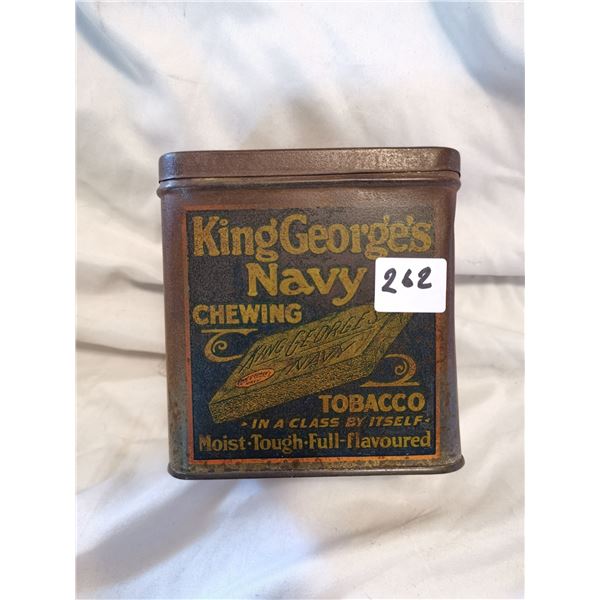 King George's
Navy
262
CHEWING
KING GEORGE'S
NAVY
TOBACCO
IN A CLASS BY ITSELF
Moist·Tough·Full-flavoured